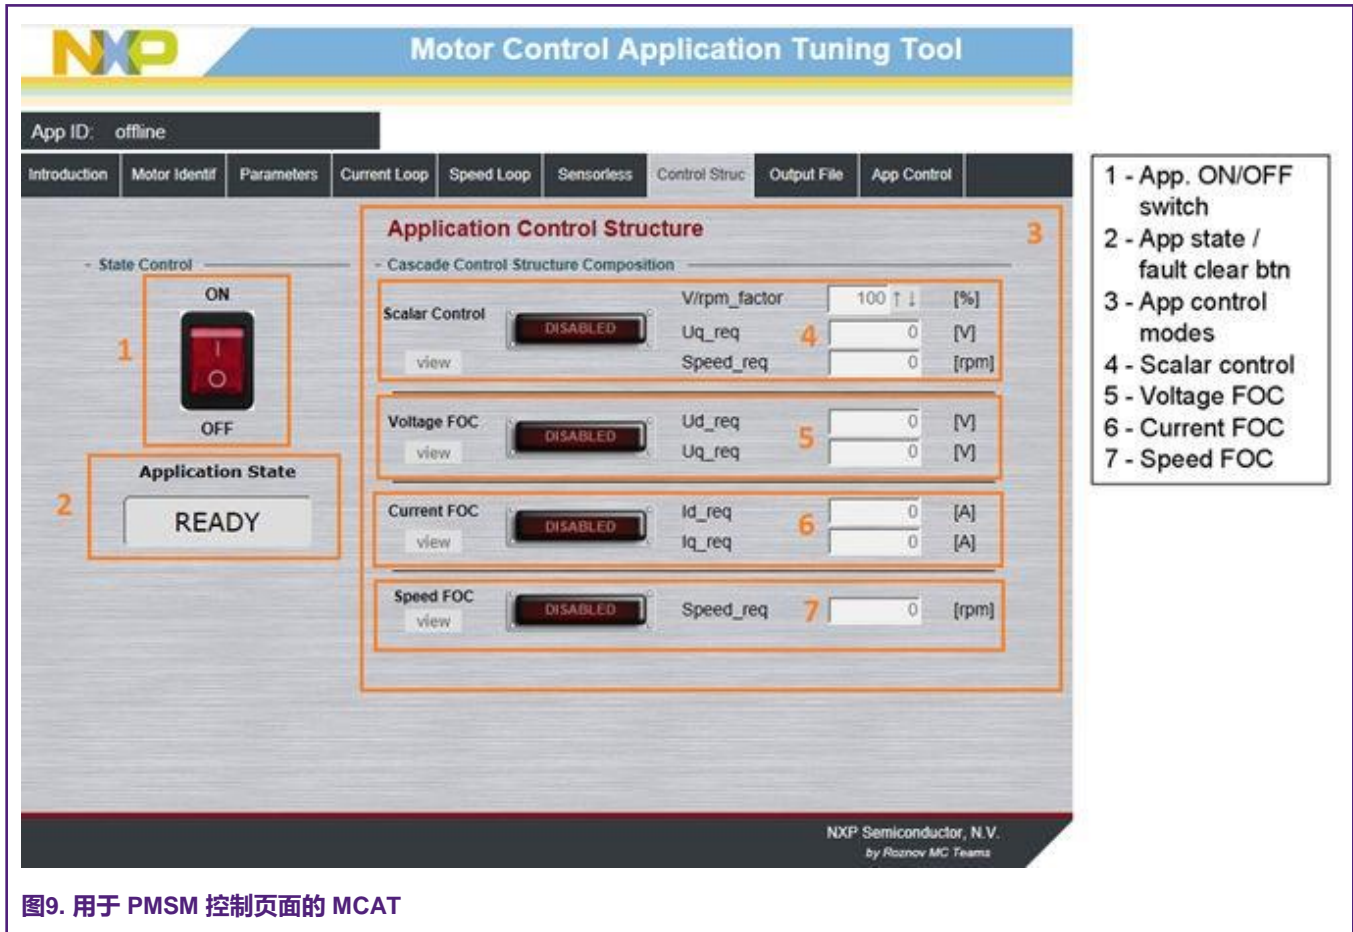 NXP
Motor Control Application Tuning Tool
App ID: offline
Introduction Motor Identif Parameters Current Loop Speed Loop Sensorless Control Struc Output File App Control
Application Control Structure
3
- State Control
- Cascade Control Structure Composition
ON
1
I
O
OFF
Application State
2
READY
Scalar Control
DISABLED
view
V/rpm_factor 100 ↑↓ [%]
Uq_req 4 0 [V]
Speed_req 0 [rpm]
Voltage FOC
DISABLED
view
Ud_req 0 [V]
5
Uq_req 0 [V]
Current FOC
DISABLED
view
Id_req 0 [A]
6
Iq_req 0 [A]
Speed FOC
DISABLED
view
Speed_req 7 0 [rpm]
NXP Semiconductor, N.V.
by Roznov MC Teams
1 - App. ON/OFF
switch
2 - App state /
fault clear btn
3 - App control
modes
4 - Scalar control
5 - Voltage FOC
6 - Current FOC
7 - Speed FOC
图9. 用于 PMSM 控制页面的 MCAT